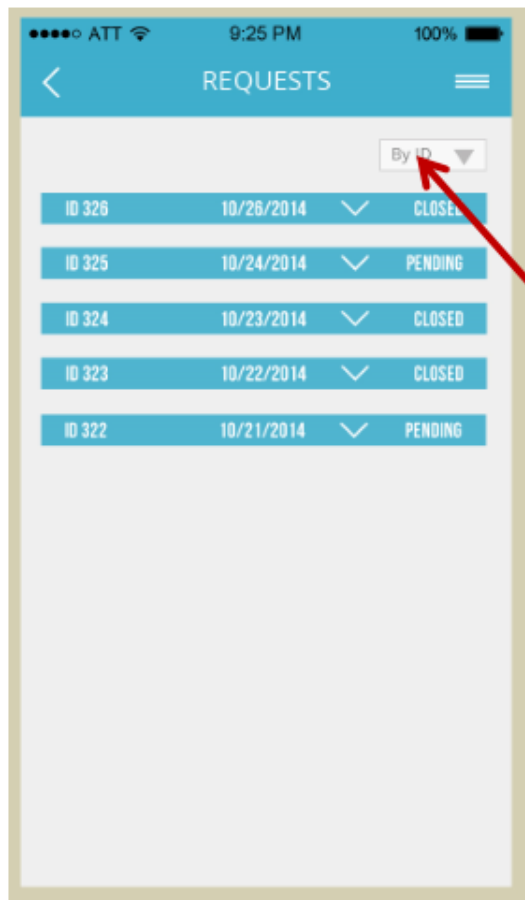 ATT 9:25 PM 100%
REQUESTS
By ID
ID 326 10/26/2014 CLOSED
ID 325 10/24/2014 PENDING
ID 324 10/23/2014 CLOSED
ID 323 10/22/2014 CLOSED
ID 322 10/21/2014 PENDING